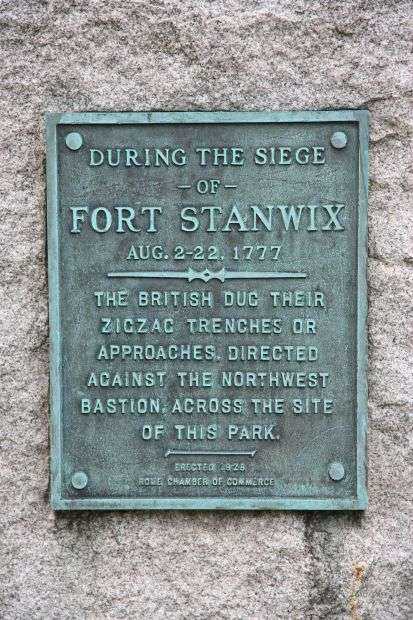 DURING THE SIEGE
-OF-
FORT STANWIX
AUG. 2-22, 1777
THE BRITISH DUG THEIR
ZIGZAG TRENCHES OR
APPROACHES, DIRECTED
AGAINST THE NORTHWEST
BASTION, ACROSS THE SITE
OF THIS PARK.
ERECTED 1928
ROME CHAMBER OF COMMERCE